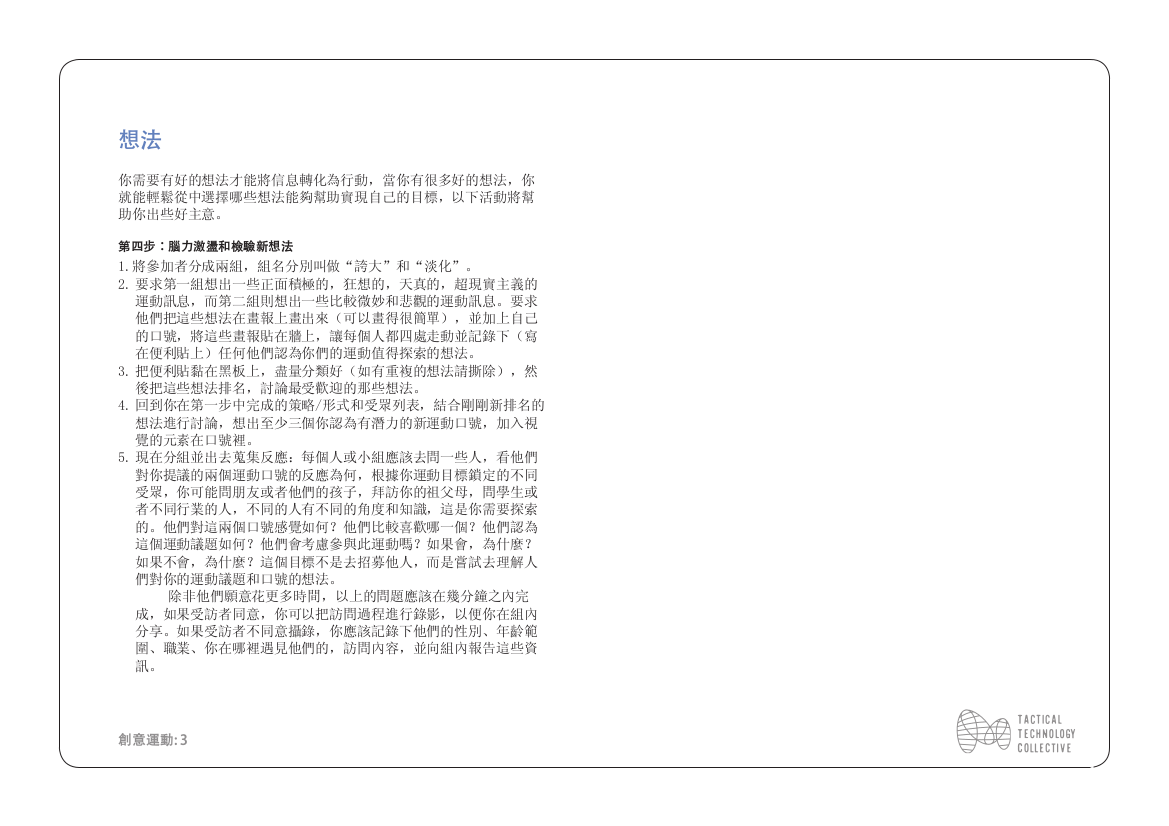 想法
你需要有好的想法才能將信息轉化為行動，當你有很多好的想法，你
就能輕鬆從中選擇哪些想法能夠幫助實現自己的目標，以下活動將幫
助你出些好主意。
第四步：腦力激盪和檢驗新想法
1. 將參加者分成兩組，組名分別叫做“誇大”和“淡化”。
2. 要求第一組想出一些正面積極的，狂想的，天真的，超現實主義的
運動訊息，而第二組則想出一些比較微妙和悲觀的運動訊息。要求
他們把這些想法在畫報上畫出來（可以畫得很簡單），並加上自己
的口號，將這些畫報貼在牆上，讓每個人都四處走動並記錄下（寫
在便利貼上）任何他們認為你們的運動值得探索的想法。
3. 把便利貼黏在黑板上，盡量分類好（如有重複的想法請撕除），然
後把這些想法排名，討論最受歡迎的那些想法。
4. 回到你在第一步中完成的策略/形式和受眾列表，結合剛剛新排名的
想法進行討論，想出至少三個你認為有潛力的新運動口號，加入視
覺的元素在口號裡。
5. 現在分組並出去蒐集反應：每個人或小組應該去問一些人，看他們
對你提議的兩個運動口號的反應為何，根據你運動目標鎖定的不同
受眾，你可能問朋友或者他們的孩子，拜訪你的祖父母，問學生或
者不同行業的人，不同的人有不同的角度和知識，這是你需要探索
的。他們對這兩個口號感覺如何？他們比較喜歡哪一個？他們認為
這個運動議題如何？他們會考慮參與此運動嗎？如果會，為什麼？
如果不會，為什麼？這個目標不是去招募他人，而是嘗試去理解人
們對你的運動議題和口號的想法。
除非他們願意花更多時間，以上的問題應該在幾分鐘之內完
成，如果受訪者同意，你可以把訪問過程進行錄影，以便你在組內
分享。如果受訪者不同意攝錄，你應該記錄下他們的性別、年齡範
圍、職業、你在哪裡遇見他們的，訪問內容，並向組內報告這些資
訊。
創意運動: 3
TACTICAL
TECHNOLOGY
COLLECTIVE